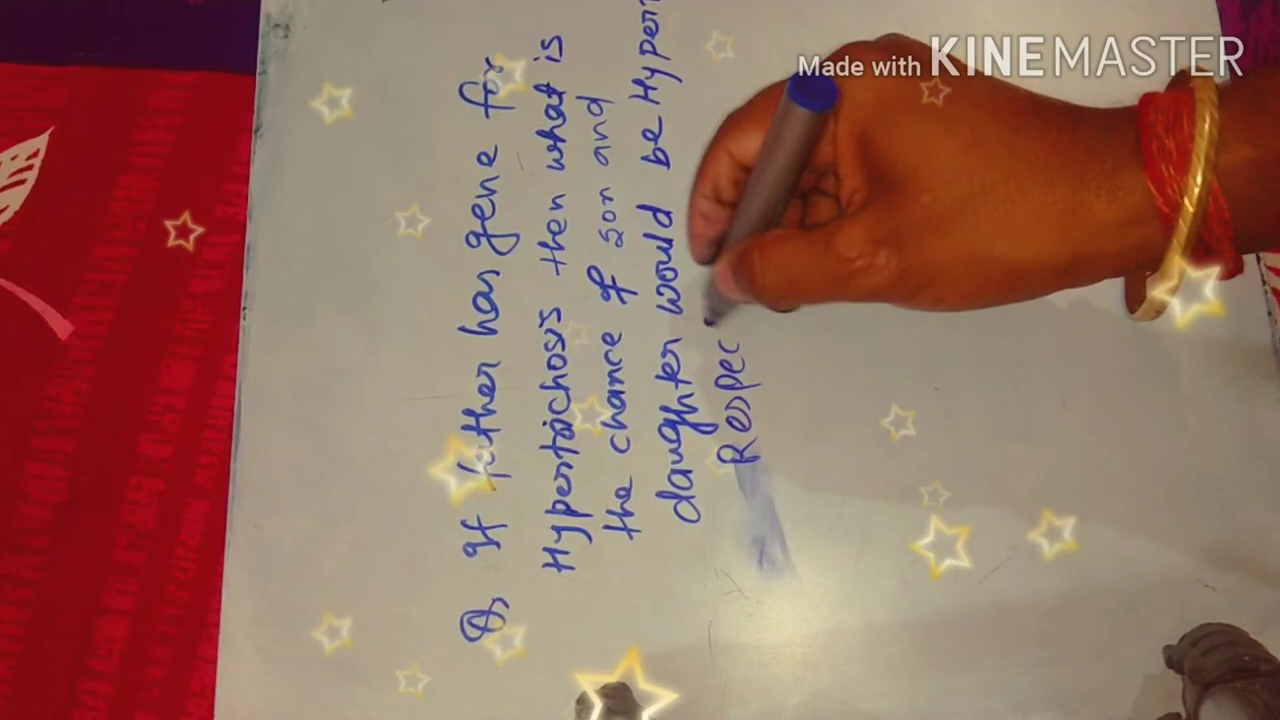 Q, If father has gene for
Hypertrichosis then what is
the chance of son and
daughter would be Hyper
Respec
Made with KINEMASTER